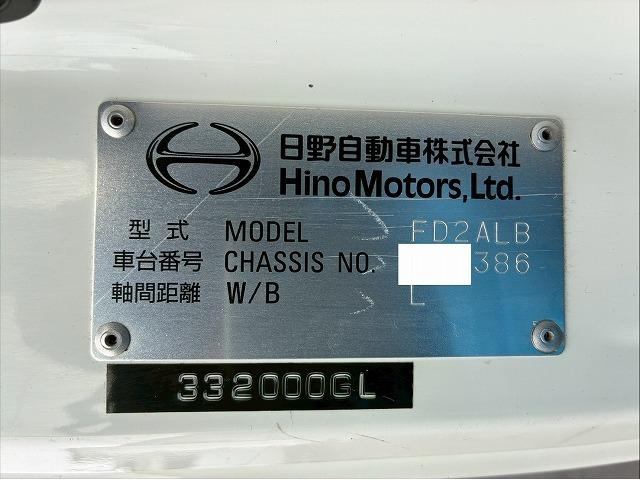 日野自動車株式会社
Hino Motors, Ltd.
型式 MODEL FD2ALB
車台番号 CHASSIS NO. 386
軸間距離 W/B L
332000GL